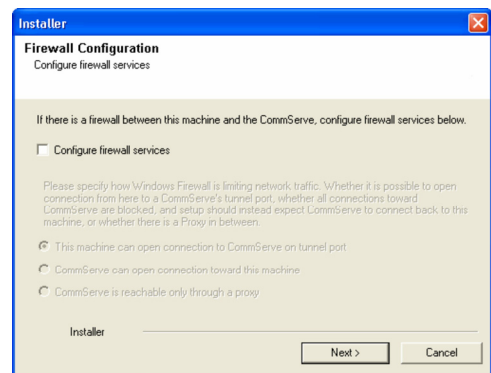 Installer
Firewall Configuration
Configure firewall services
If there is a firewall between this machine and the CommServe, configure firewall services below.
Configure firewall services
Please specify how Windows Firewall is limiting network traffic. Whether it is possible to open
connection from here to a CommServe's tunnel port, whether all connections toward
CommServe are blocked, and setup should instead expect CommServe to connect back to this
machine, or whether there is a Proxy in between.
This machine can open connection to CommServe on tunnel port
CommServe can open connection toward this machine
CommServe is reachable only through a proxy
Installer
Next >
Cancel